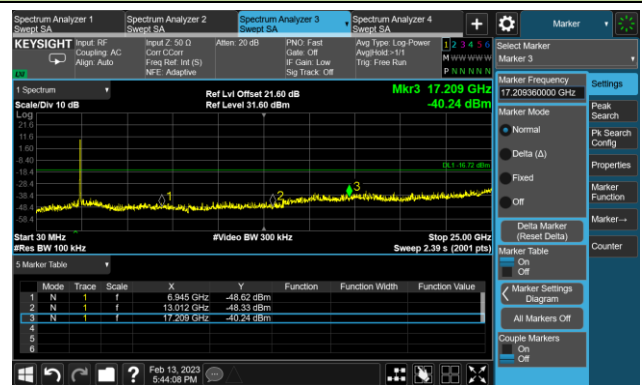 Spectrum Analyzer 1
Swept SA
Spectrum Analyzer 2
Swept SA
Spectrum Analyzer 3
Swept SA
Spectrum Analyzer 4
Swept SA
Marker
KEYSIGHT
Input: RF
Coupling: AC
Align: Auto
Input Z: 50 Ω
Corr CCorr
Freq Ref: Int (S)
NFE: Adaptive
Atten: 20 dB
PNO: Fast
Gate: Off
IF Gain: Low
Sig Track: Off
Avg Type: Log-Power
Avg|Hold:>1/1
Trig: Free Run
1 2 3 4 5 6
M W W W W W
P N N N N N
Select Marker
Marker 3
1 Spectrum
Scale/Div 10 dB
Log
Ref Lvl Offset 21.60 dB
Ref Level 31.60 dBm
Mkr3 17.209 GHz
-40.24 dBm
21.6
11.6
1.60
-8.40
-18.4
-28.4
-38.4
-48.4
-58.4
DL1 -16.72 dBm
1
2
3
Start 30 MHz
#Res BW 100 kHz
#Video BW 300 kHz
Stop 25.00 GHz
Sweep 2.39 s (2001 pts)
5 Marker Table
Mode Trace Scale X Y Function Function Width Function Value
1 N 1 f 6.945 GHz -48.62 dBm
2 N 1 f 13.012 GHz -48.33 dBm
3 N 1 f 17.209 GHz -40.24 dBm
4
5
6
Marker Frequency
17.209360000 GHz
Marker Mode
Normal
Delta (Δ)
Fixed
Off
Delta Marker
(Reset Delta)
Marker Table
On
Off
Marker Settings
Diagram
All Markers Off
Couple Markers
On
Off
Settings
Peak
Search
Pk Search
Config
Properties
Marker
Function
Marker→
Counter
?
Feb 13, 2023
5:44:08 PM